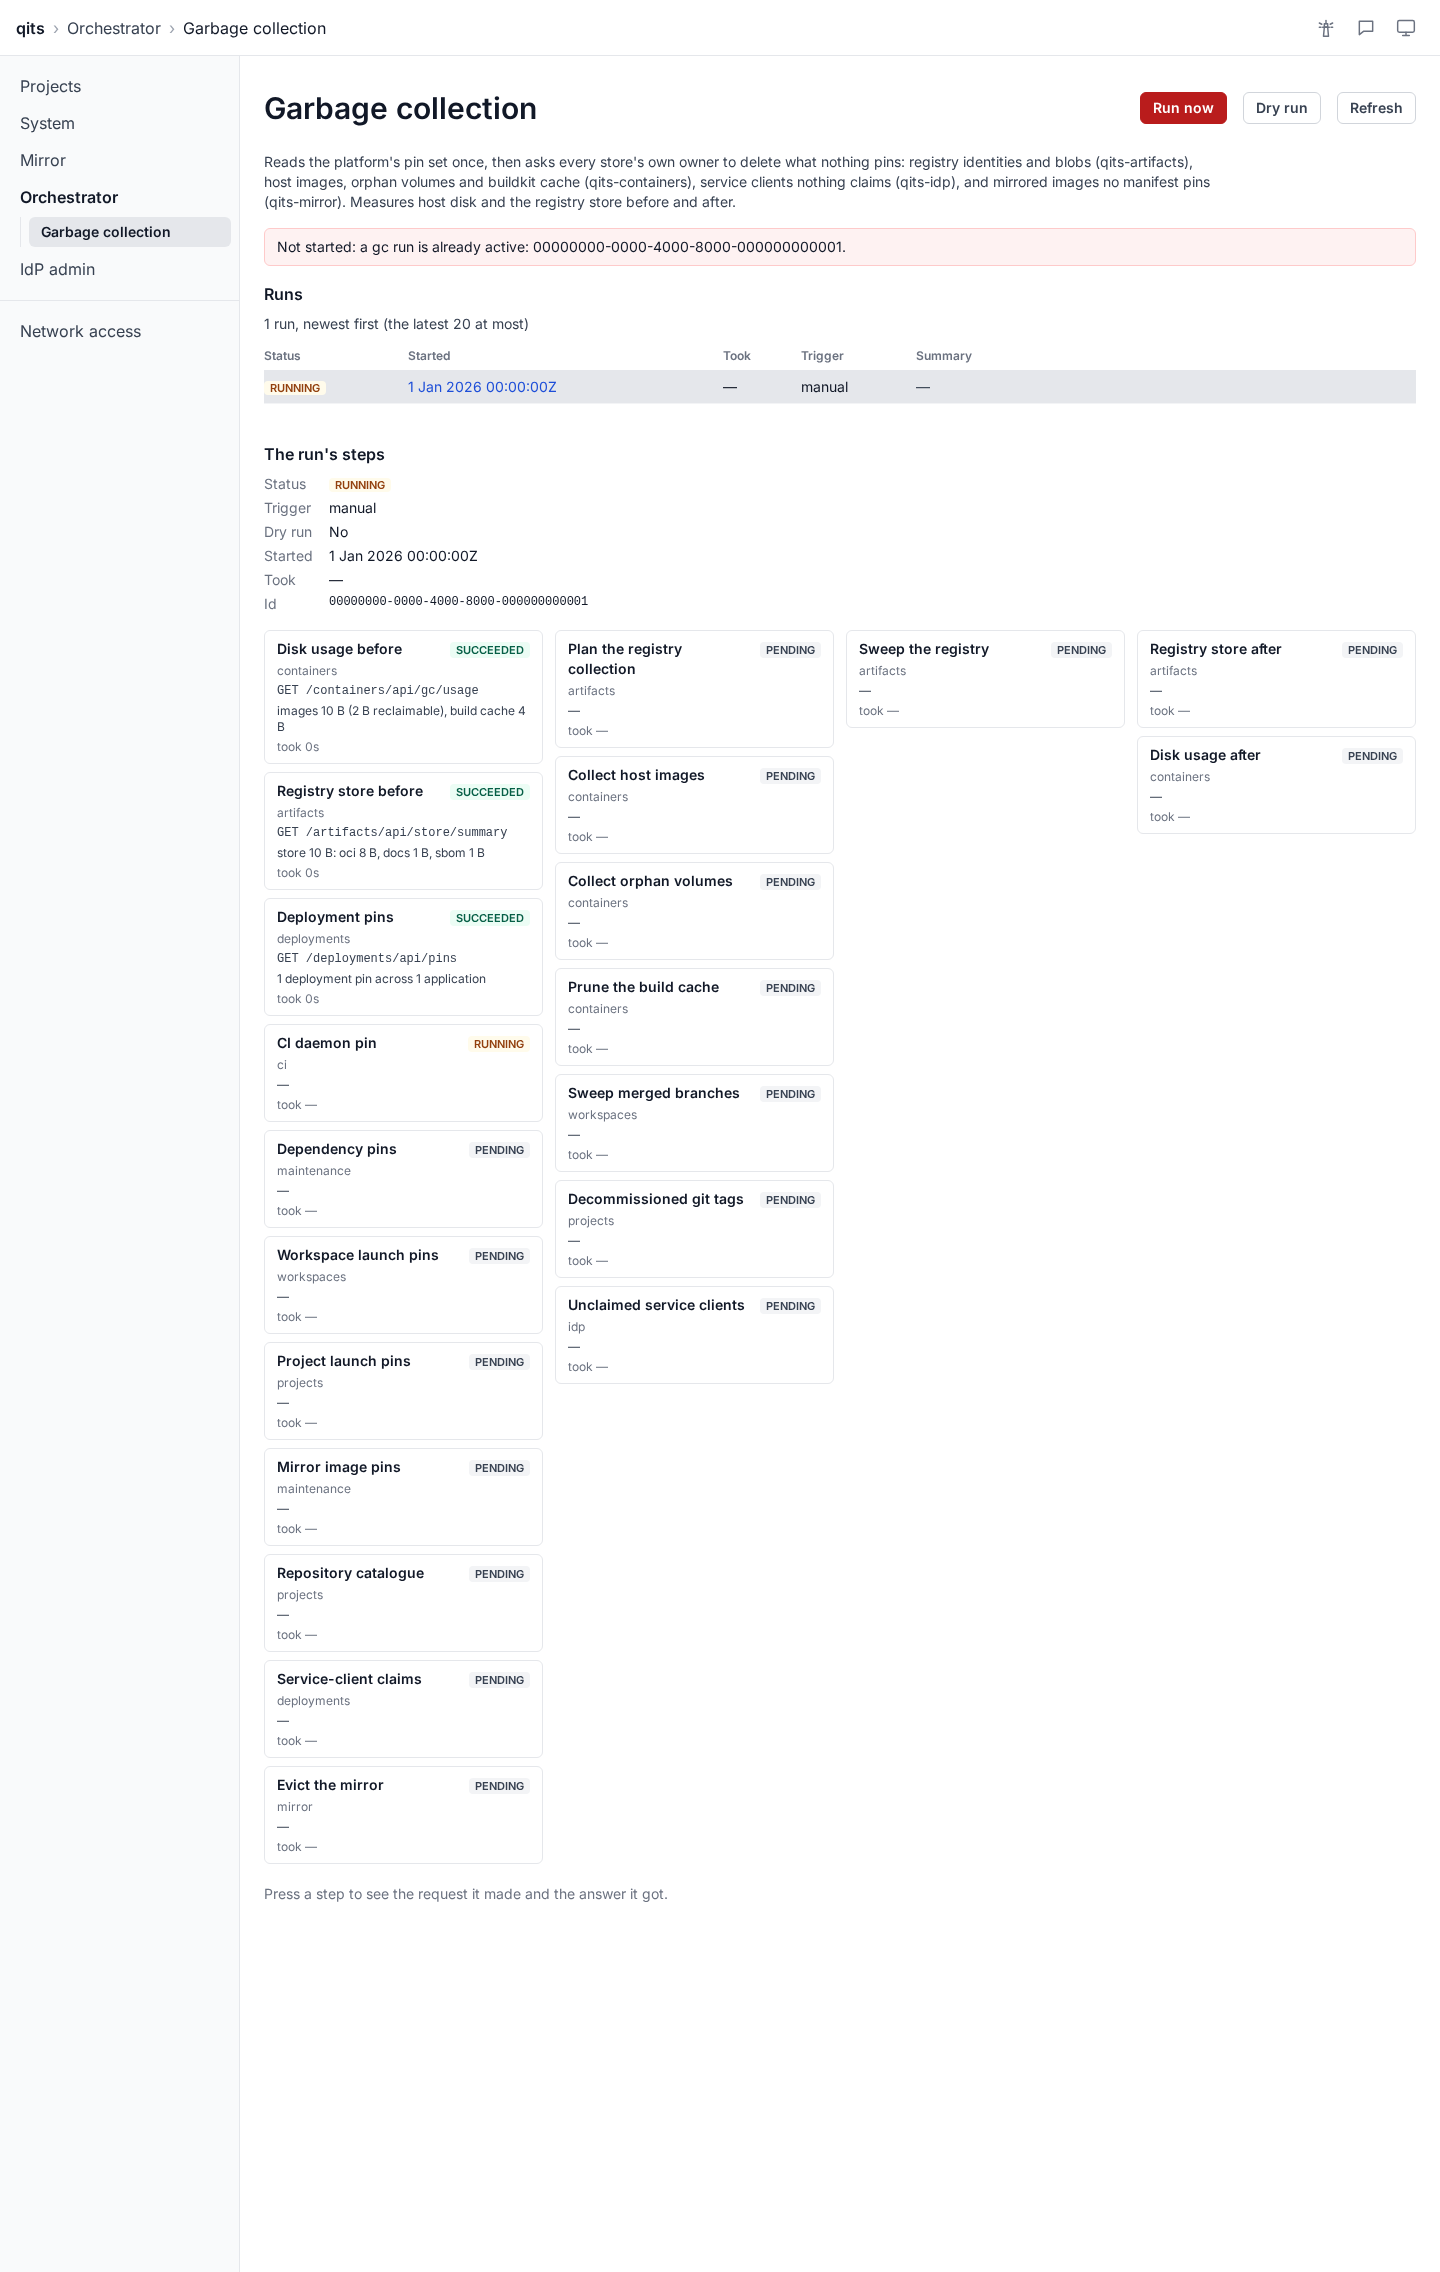 qits › Orchestrator › Garbage collection
Projects
System
Mirror
Orchestrator
Garbage collection
IdP admin
Network access
Garbage collection
Run now
Dry run
Refresh
Reads the platform's pin set once, then asks every store's own owner to delete what nothing pins: registry identities and blobs (qits-artifacts),
host images, orphan volumes and buildkit cache (qits-containers), service clients nothing claims (qits-idp), and mirrored images no manifest pins
(qits-mirror). Measures host disk and the registry store before and after.
Not started: a gc run is already active: 00000000-0000-4000-8000-000000000001.
Runs
1 run, newest first (the latest 20 at most)
Status Started Took Trigger Summary
RUNNING 1 Jan 2026 00:00:00Z — manual —
The run's steps
Status RUNNING
Trigger manual
Dry run No
Started 1 Jan 2026 00:00:00Z
Took —
Id 00000000-0000-4000-8000-000000000001
Disk usage before SUCCEEDED
containers
GET /containers/api/gc/usage
images 10 B (2 B reclaimable), build cache 4
B
took 0s
Registry store before SUCCEEDED
artifacts
GET /artifacts/api/store/summary
store 10 B: oci 8 B, docs 1 B, sbom 1 B
took 0s
Deployment pins SUCCEEDED
deployments
GET /deployments/api/pins
1 deployment pin across 1 application
took 0s
CI daemon pin RUNNING
ci
—
took —
Dependency pins PENDING
maintenance
—
took —
Workspace launch pins PENDING
workspaces
—
took —
Project launch pins PENDING
projects
—
took —
Mirror image pins PENDING
maintenance
—
took —
Repository catalogue PENDING
projects
—
took —
Service-client claims PENDING
deployments
—
took —
Evict the mirror PENDING
mirror
—
took —
Plan the registry PENDING
collection
artifacts
—
took —
Collect host images PENDING
containers
—
took —
Collect orphan volumes PENDING
containers
—
took —
Prune the build cache PENDING
containers
—
took —
Sweep merged branches PENDING
workspaces
—
took —
Decommissioned git tags PENDING
projects
—
took —
Unclaimed service clients PENDING
idp
—
took —
Sweep the registry PENDING
artifacts
—
took —
Registry store after PENDING
artifacts
—
took —
Disk usage after PENDING
containers
—
took —
Press a step to see the request it made and the answer it got.